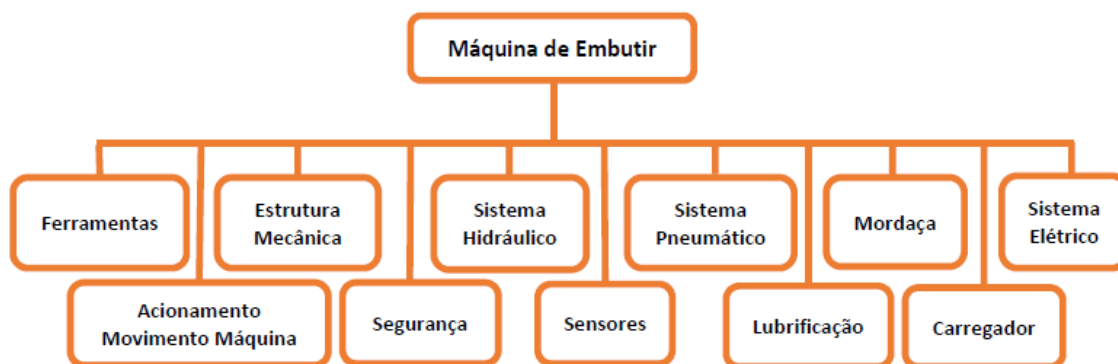 Máquina de Embutir
Ferramentas
Estrutura
Mecânica
Sistema
Hidráulico
Sistema
Pneumático
Mordaça
Sistema
Elétrico
Acionamento
Movimento Máquina
Segurança
Sensores
Lubrificação
Carregador